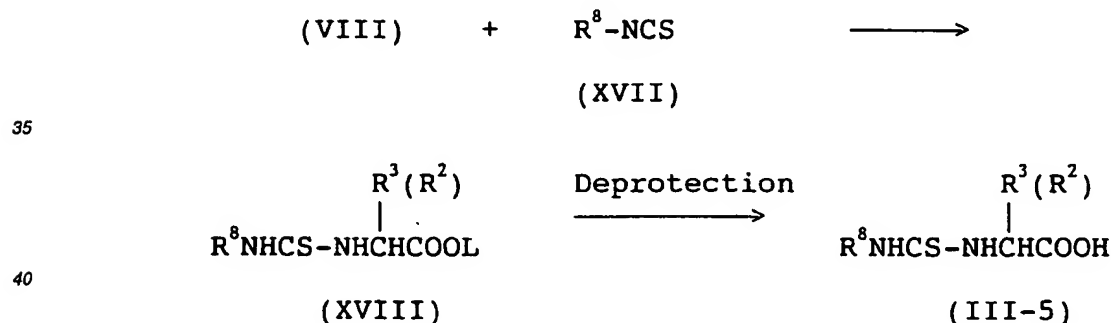 (VIII) + R⁸-NCS ⟶
(XVII)
35
R³(R²) Deprotection R³(R²)
R⁸NHCS-NHCHCOOL ⟶ R⁸NHCS-NHCHCOOH
40
(XVIII) (III-5)